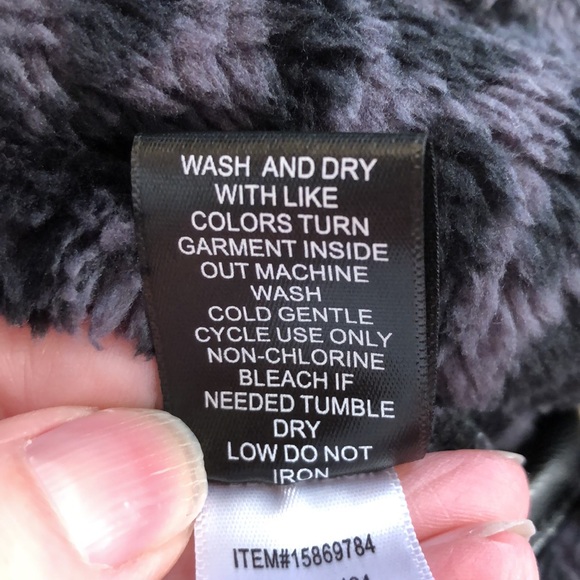 WASH AND DRY
WITH LIKE
COLORS TURN
GARMENT INSIDE
OUT MACHINE
WASH
COLD GENTLE
CYCLE USE ONLY
NON-CHLORINE
BLEACH IF
NEEDED TUMBLE
DRY
LOW DO NOT
IRON
ITEM#15869784